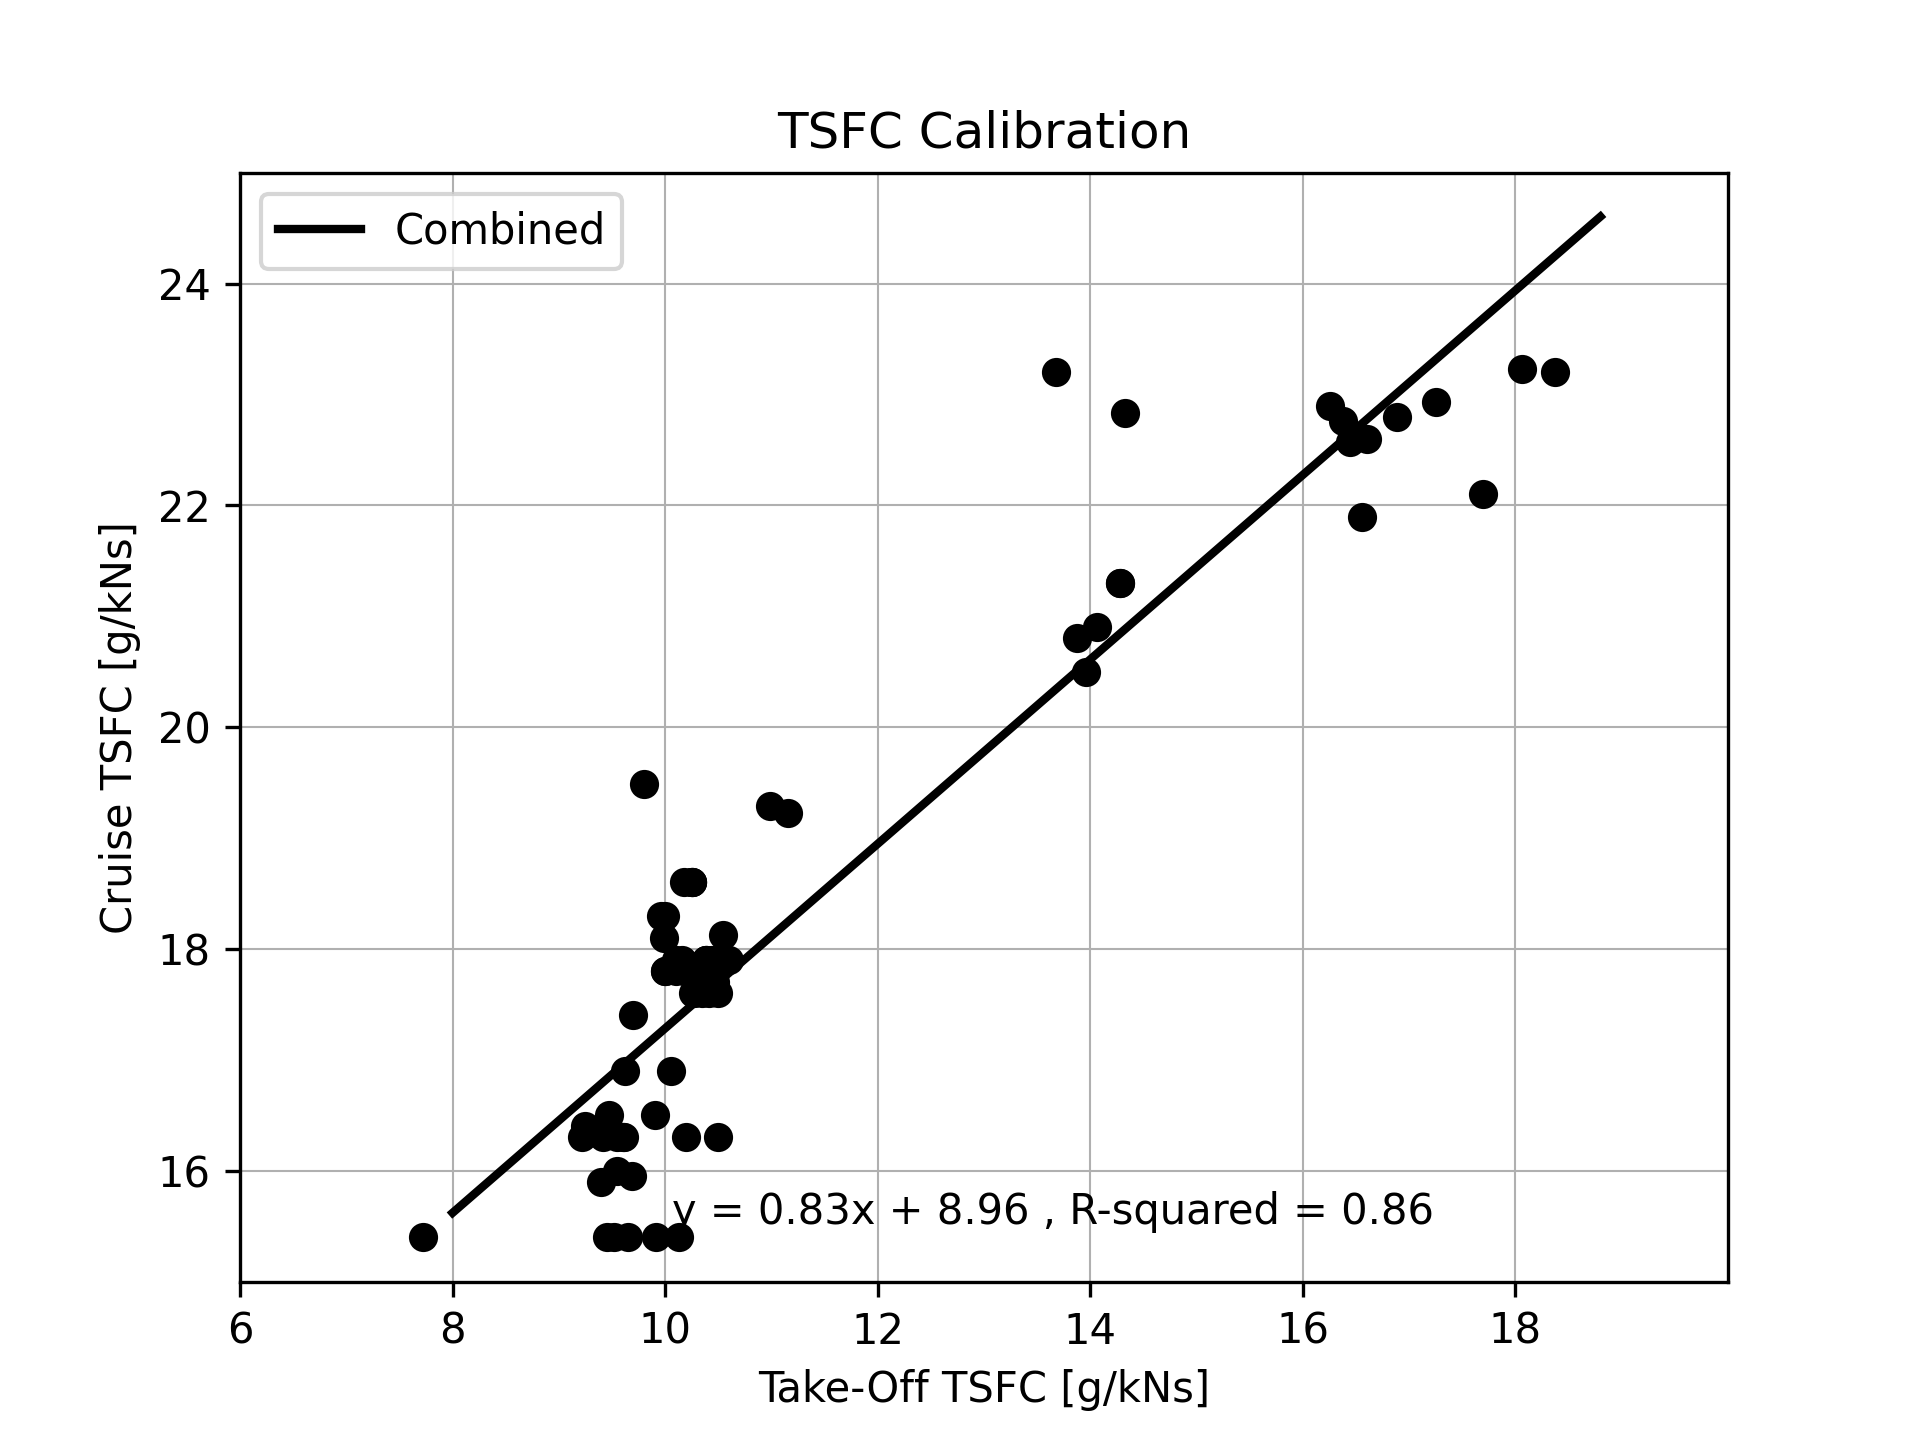 TSFC Calibration
Combined
24
22
20
18
16
Cruise TSFC [g/kNs]
y = 0.83x + 8.96 , R-squared = 0.86
6 8 10 12 14 16 18
Take-Off TSFC [g/kNs]